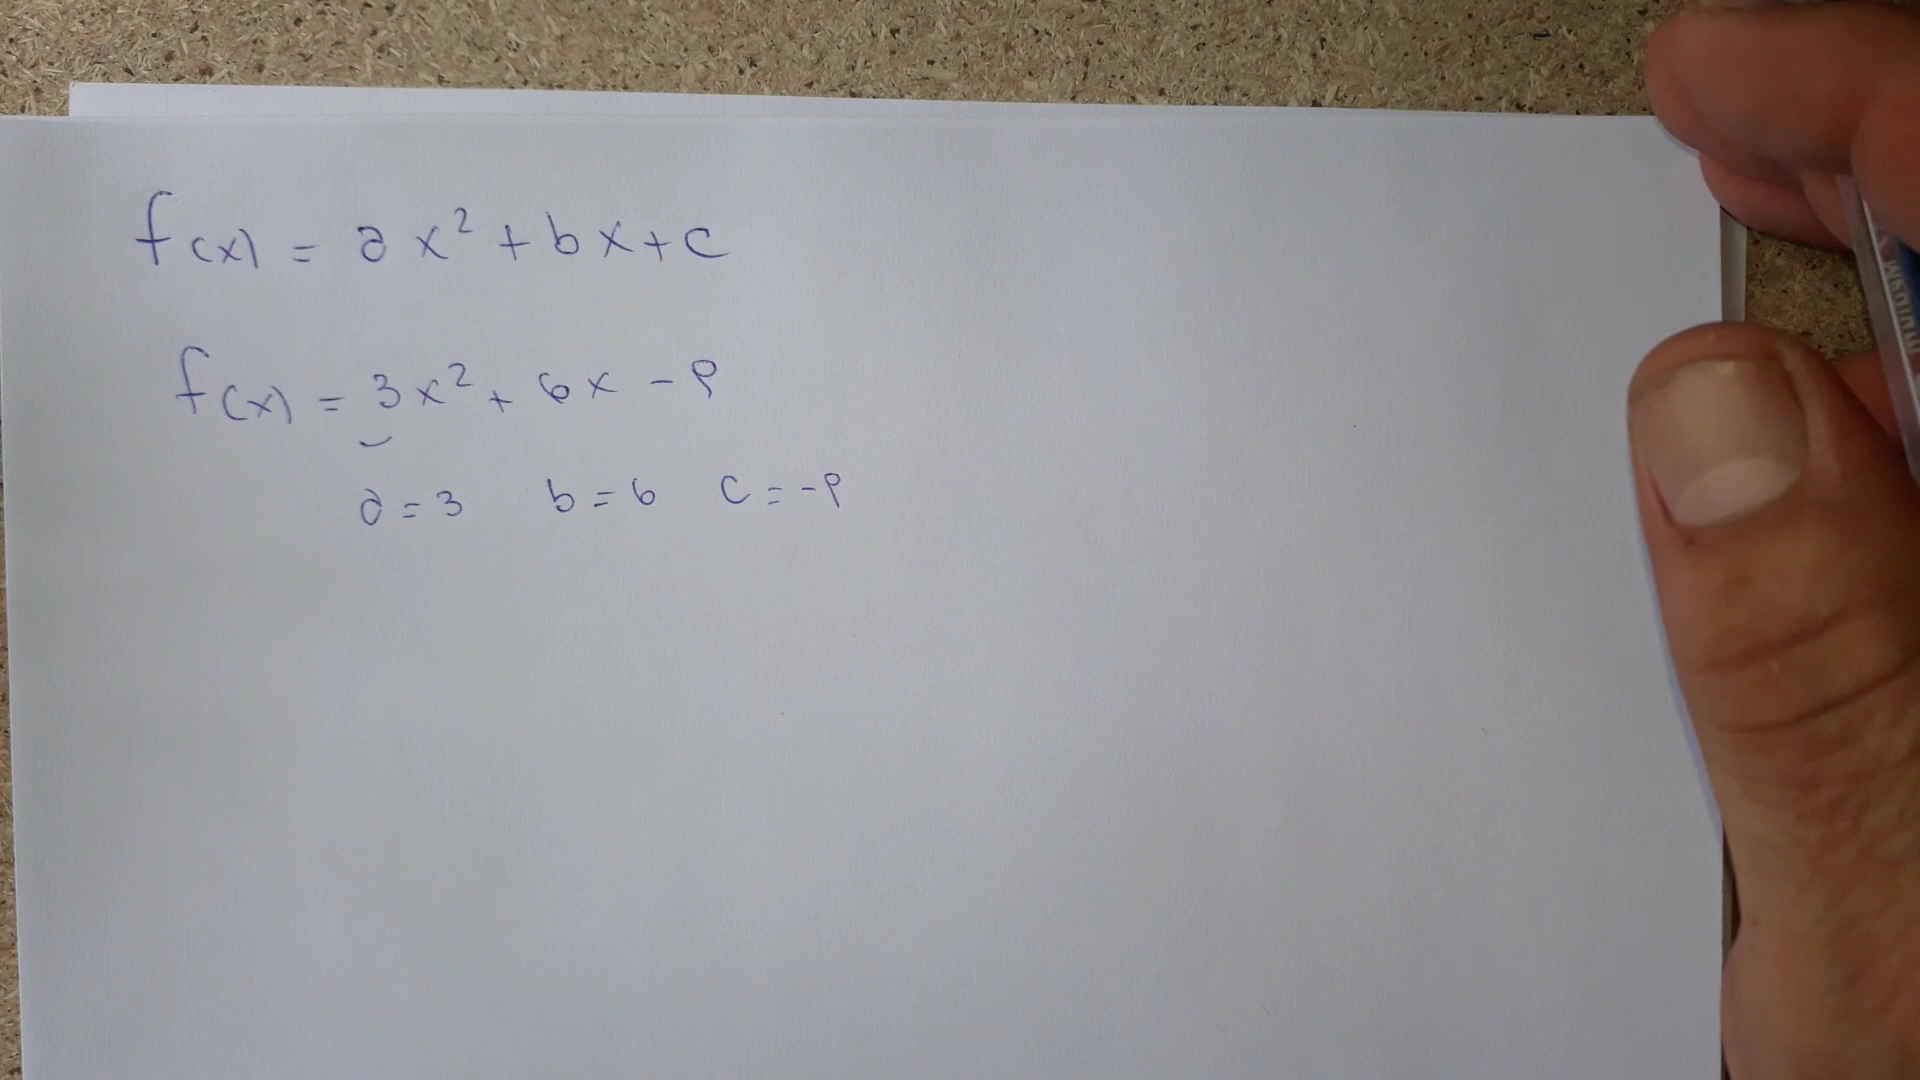 f(x) = ax² + bx + c
f(x) = 3x² + 6x - 9
a = 3 b = 6 c = -9